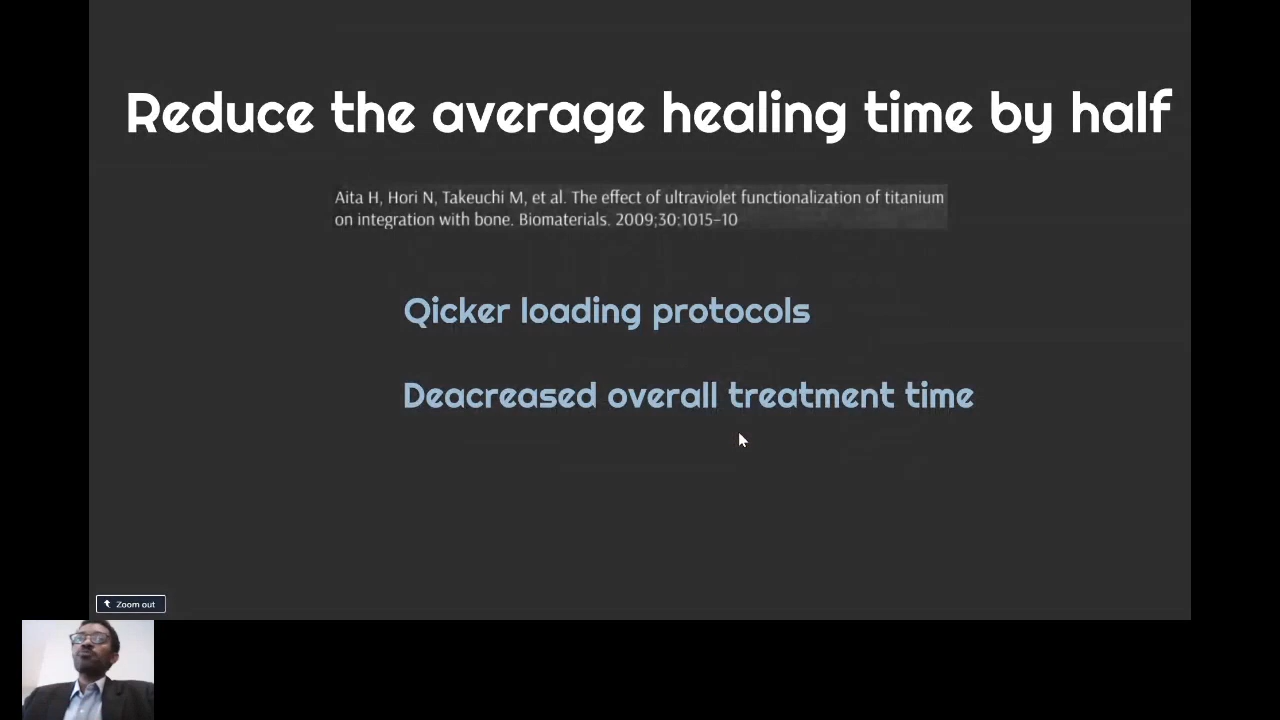 Reduce the average healing time by half
Aita H, Hori N, Takeuchi M, et al. The effect of ultraviolet functionalization of titanium
on integration with bone. Biomaterials. 2009;30:1015–10
Qicker loading protocols
Deacreased overall treatment time
Zoom out